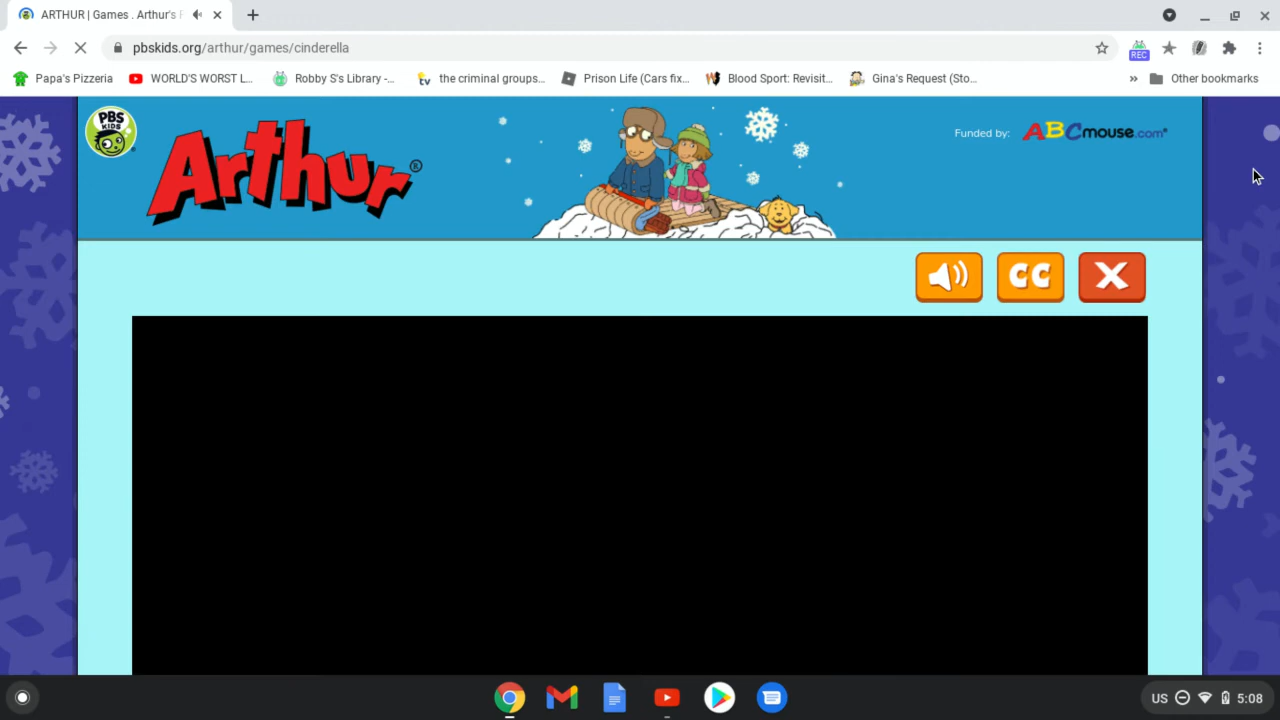 ARTHUR | Games . Arthur's F
pbskids.org/arthur/games/cinderella
REC
Papa's Pizzeria
WORLD'S WORST L...
Robby S's Library -...
tv
the criminal groups...
Prison Life (Cars fix...
Blood Sport: Revisit...
Gina's Request (Sto...
»
Other bookmarks
PBS
KIDS
Arthur®
Funded by:
ABCmouse.com®
CC
X
US
5:08